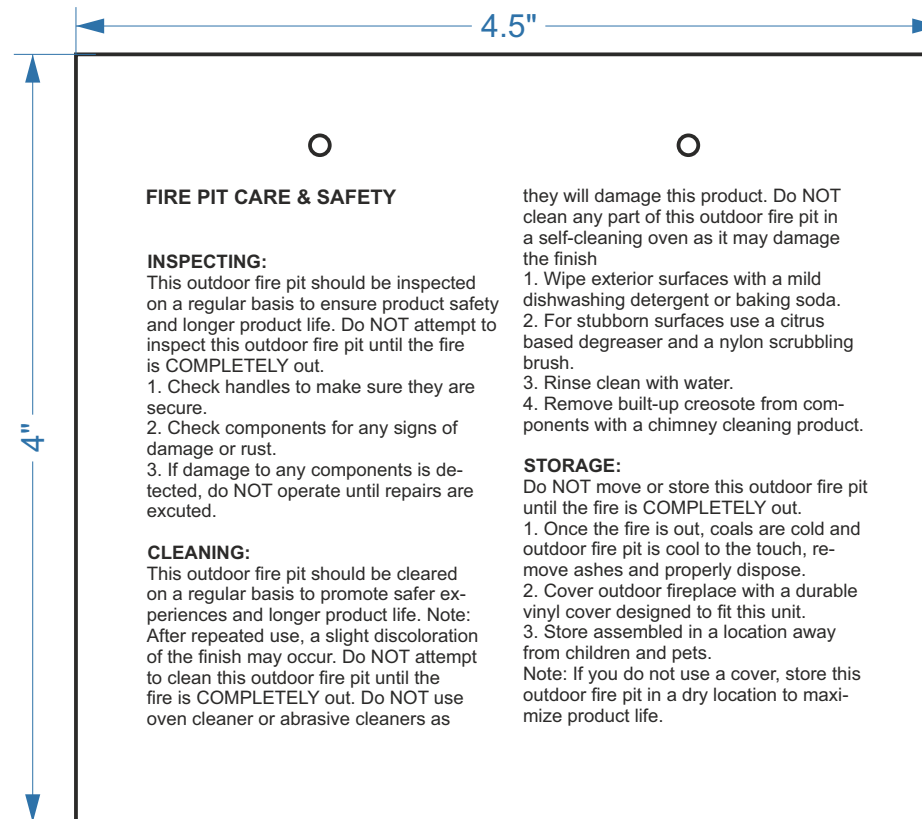 4.5"
4"
FIRE PIT CARE & SAFETY
INSPECTING:
This outdoor fire pit should be inspected
on a regular basis to ensure product safety
and longer product life. Do NOT attempt to
inspect this outdoor fire pit until the fire
is COMPLETELY out.
1. Check handles to make sure they are
secure.
2. Check components for any signs of
damage or rust.
3. If damage to any components is de-
tected, do NOT operate until repairs are
excuted.
CLEANING:
This outdoor fire pit should be cleared
on a regular basis to promote safer ex-
periences and longer product life. Note:
After repeated use, a slight discoloration
of the finish may occur. Do NOT attempt
to clean this outdoor fire pit until the
fire is COMPLETELY out. Do NOT use
oven cleaner or abrasive cleaners as
they will damage this product. Do NOT
clean any part of this outdoor fire pit in
a self-cleaning oven as it may damage
the finish
1. Wipe exterior surfaces with a mild
dishwashing detergent or baking soda.
2. For stubborn surfaces use a citrus
based degreaser and a nylon scrubbling
brush.
3. Rinse clean with water.
4. Remove built-up creosote from com-
ponents with a chimney cleaning product.
STORAGE:
Do NOT move or store this outdoor fire pit
until the fire is COMPLETELY out.
1. Once the fire is out, coals are cold and
outdoor fire pit is cool to the touch, re-
move ashes and properly dispose.
2. Cover outdoor fireplace with a durable
vinyl cover designed to fit this unit.
3. Store assembled in a location away
from children and pets.
Note: If you do not use a cover, store this
outdoor fire pit in a dry location to maxi-
mize product life.